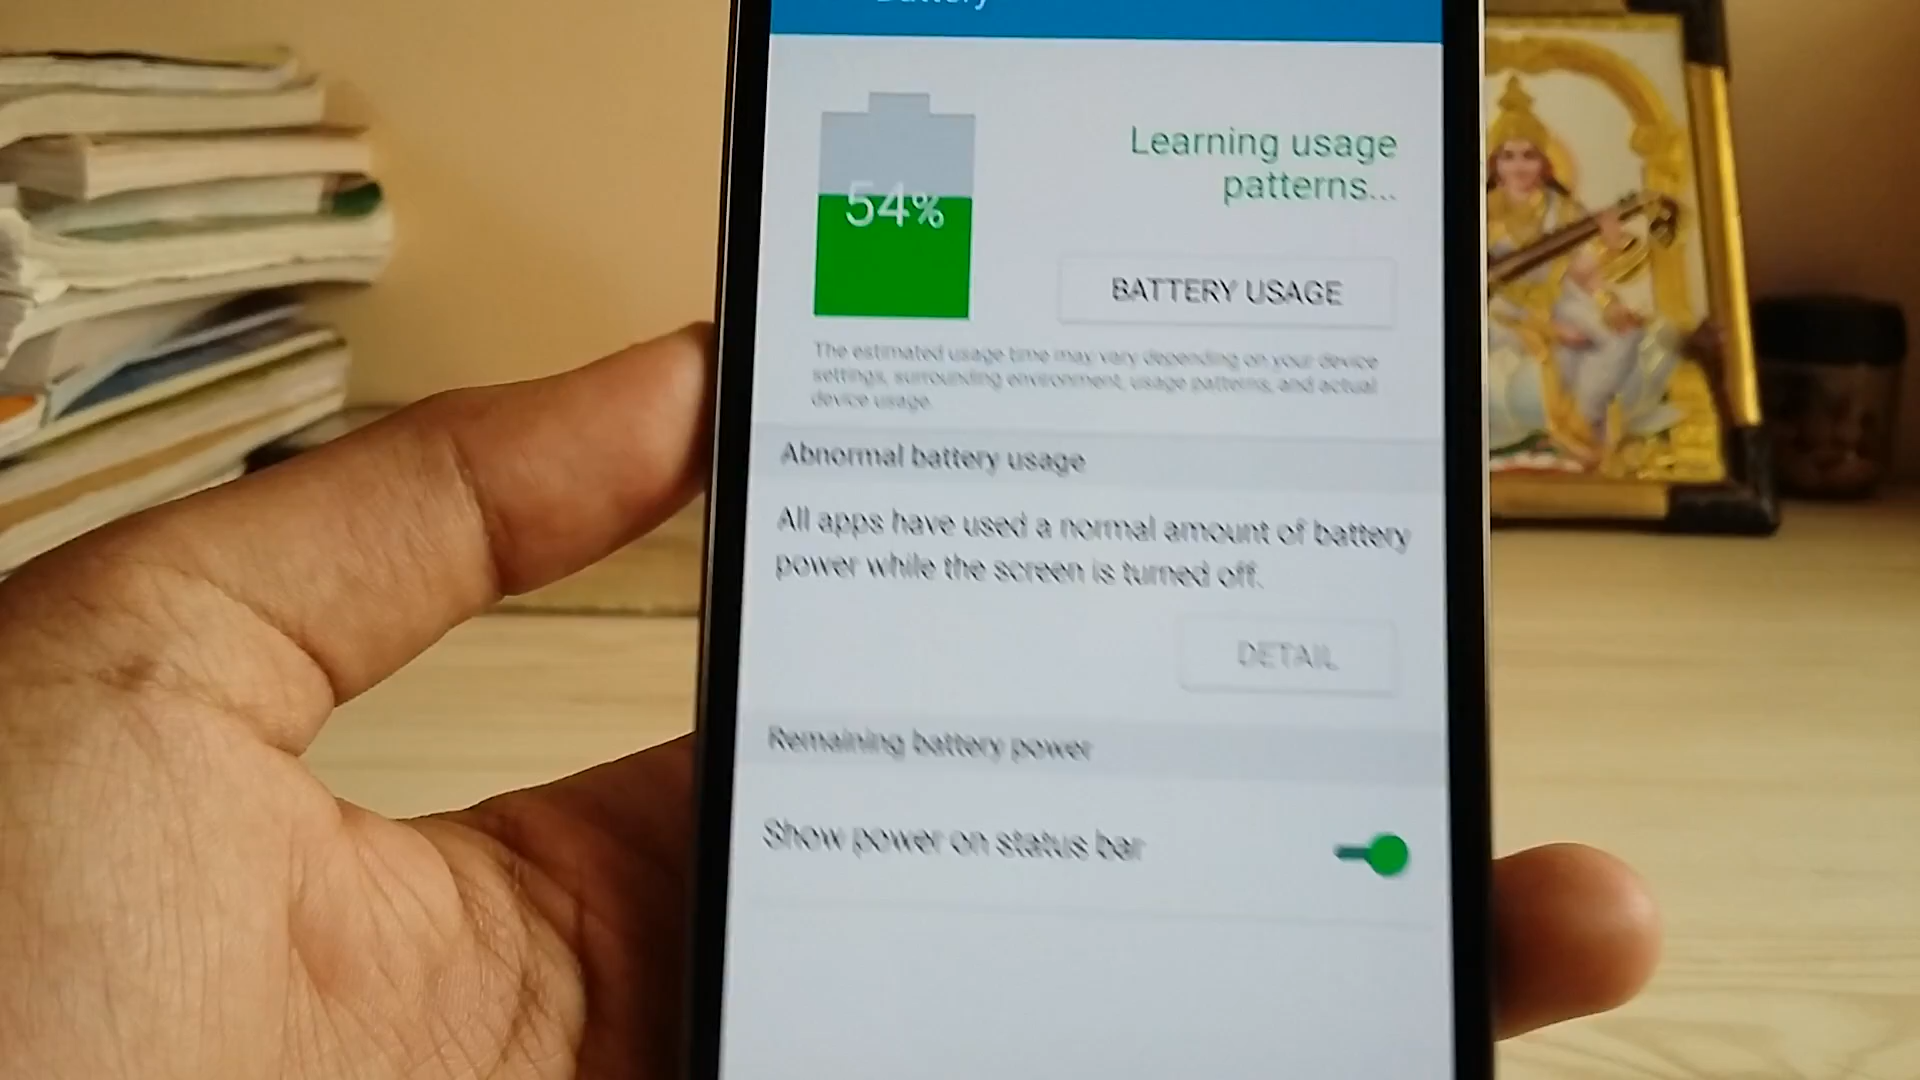 Battery
Learning usage
patterns...
54%
BATTERY USAGE
The estimated usage time may vary depending on your device
settings, surrounding environment, usage patterns, and actual
device usage.
Abnormal battery usage
All apps have used a normal amount of battery
power while the screen is turned off.
DETAIL
Remaining battery power
Show power on status bar